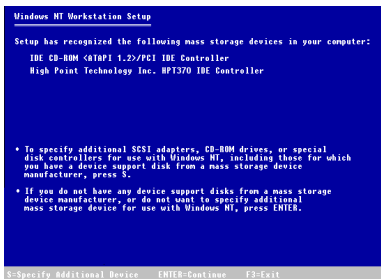 Windows NT Workstation Setup
Setup has recognized the following mass storage devices in your computer:
IDE CD-ROM <ATAPI 1.2>/PCI IDE Controller
High Point Technology Inc. HPT370 IDE Controller
• To specify additional SCSI adapters, CD-ROM drives, or special
disk controllers for use with Windows NT, including those for which
you have a device support disk from a mass storage device
manufacturer, press S.
• If you do not have any device support disks from a mass storage
device manufacturer, or do not want to specify additional
mass storage device for use with Windows NT, press ENTER.
S=Specify Additional Device ENTER=Continue F3=Exit